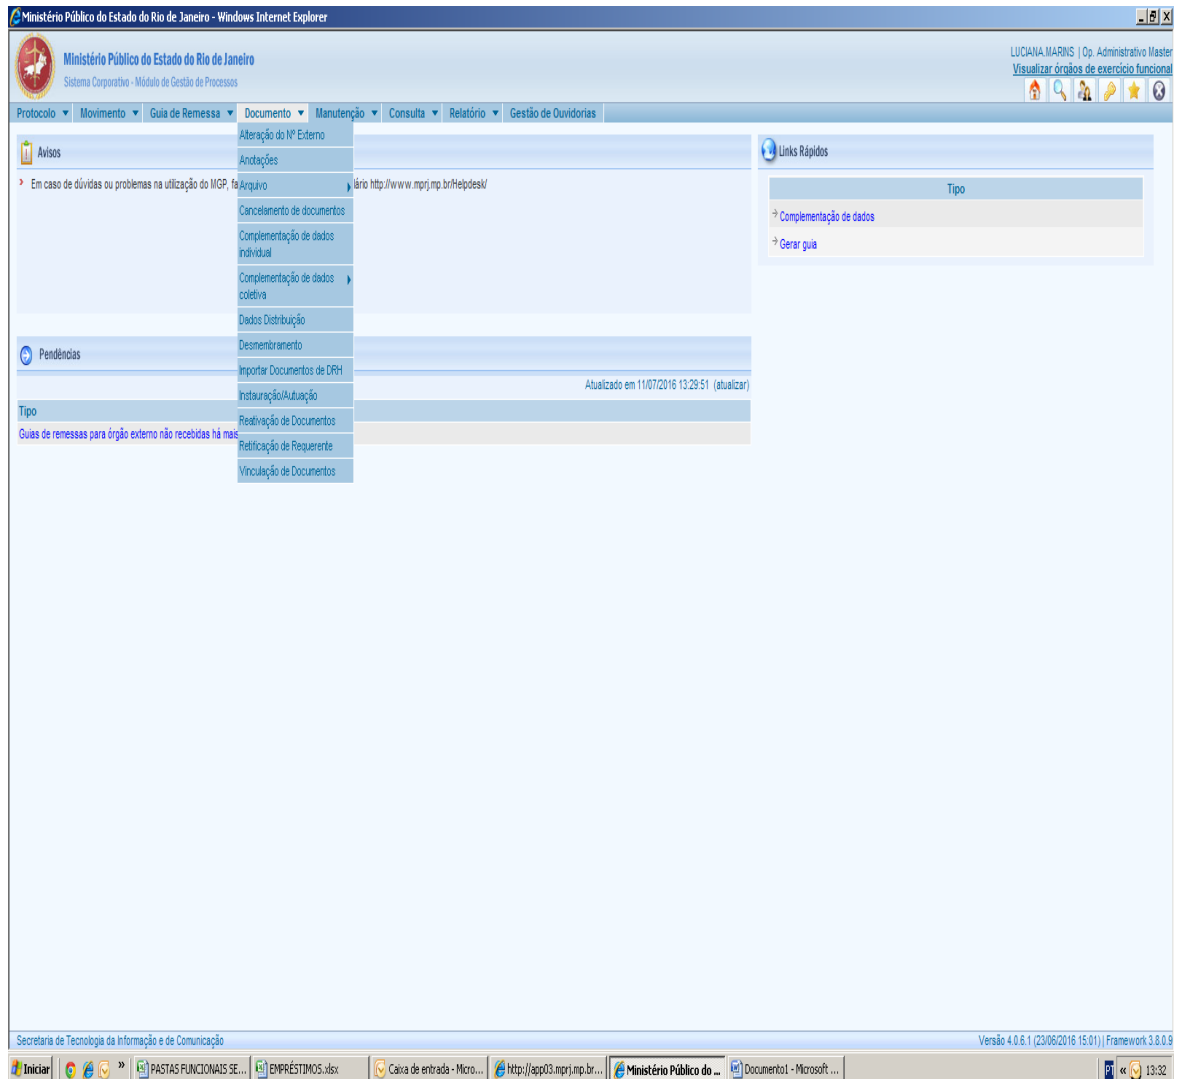 Ministério Público do Estado do Rio de Janeiro - Windows Internet Explorer
Ministério Público do Estado do Rio de Janeiro
Sistema Corporativo - Módulo de Gestão de Processos
LUCIANA.MARINS | Op. Administrativo Master
Visualizar órgãos de exercício funcional
Protocolo Movimento Guia de Remessa Documento Manutenção Consulta Relatório Gestão de Ouvidorias
Alteração do Nº Externo
Anotações
Arquivo
Cancelamento de documentos
Complementação de dados
individual
Complementação de dados
coletiva
Dados Distribuição
Desmembramento
Importar Documentos de DRH
Instauração/Autuação
Reativação de Documentos
Retificação de Requerente
Vinculação de Documentos
Avisos
Em caso de dúvidas ou problemas na utilização do MGP, fa lário http://www.mprj.mp.br/Helpdesk/
Links Rápidos
Tipo
Complementação de dados
Gerar guia
Pendências
Atualizado em 11/07/2016 13:29:51 (atualizar)
Tipo
Guias de remessas para órgão externo não recebidas há mais
Secretaria de Tecnologia da Informação e de Comunicação
Versão 4.0.6.1 (23/06/2016 15:01) | Framework 3.8.0.9
Iniciar » PASTAS FUNCIONAIS SE... EMPRÉSTIMOS.xlsx Caixa de entrada - Micro... http://app03.mprj.mp.br... Ministério Público do ... Documento1 - Microsoft ... PT « 13:32